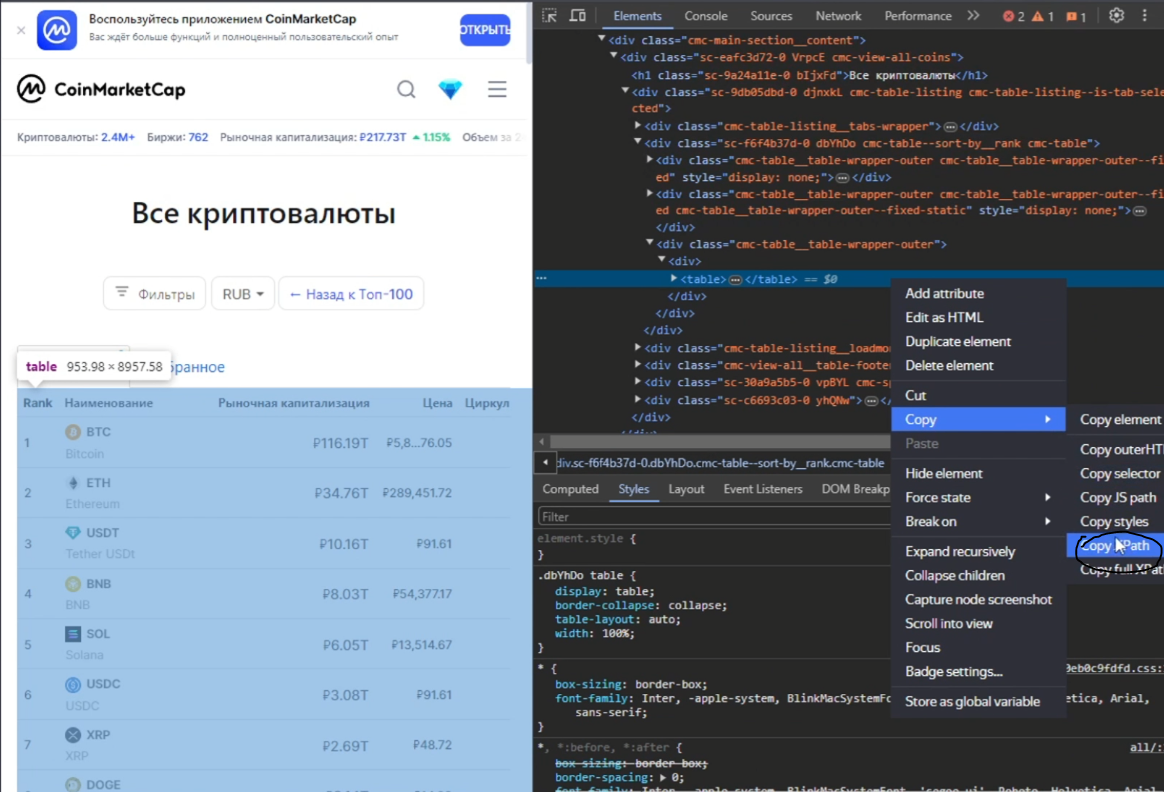 Воспользуйтесь приложением CoinMarketCap
Вас ждёт больше функций и полноценный пользовательский опыт
ОТКРЫТЬ
CoinMarketCap
Криптовалюты: 2.4M+ Биржи: 762 Рыночная капитализация: ₽217.73T 1.15% Объем за 2
Все криптовалюты
Фильтры
RUB
← Назад к Топ-100
table 953.98 × 8957.58
бранное
Rank Наименование Рыночная капитализация Цена Циркул
1 BTC ₽116.19T ₽5,8...76.05
Bitcoin
2 ETH ₽34.76T ₽289,451.72
Ethereum
3 USDT ₽10.16T ₽91.61
Tether USDt
4 BNB ₽8.03T ₽54,377.17
BNB
5 SOL ₽6.05T ₽13,514.67
Solana
6 USDC ₽3.08T ₽91.61
USDC
7 XRP ₽2.69T ₽48.72
XRP
DOGE
Elements Console Sources Network Performance 2 1 1
<div class="cmc-main-section__content">
<div class="sc-eafc3d72-0 VrpcE cmc-view-all-coins">
<h1 class="sc-9a24a11e-0 bIjxFd">Все криптовалюты</h1>
<div class="sc-9db05dbd-0 djnxkL cmc-table-listing cmc-table-listing--is-tab-sele
cted">
<div class="cmc-table-listing__tabs-wrapper"> … </div>
<div class="sc-f6f4b37d-0 dbYhDo cmc-table--sort-by__rank cmc-table">
<div class="cmc-table__table-wrapper-outer cmc-table__table-wrapper-outer--fi
ed" style="display: none;"> … </div>
<div class="cmc-table__table-wrapper-outer cmc-table__table-wrapper-outer--fi
ed cmc-table__table-wrapper-outer--fixed-static" style="display: none;"> …
</div>
<div class="cmc-table__table-wrapper-outer">
<div>
<table> … </table> == $0
</div>
</div>
</div>
<div class="cmc-table-listing__loadmo
<div class="cmc-view-all__table-foote
<div class="sc-30a9a5b5-0 vpBYL cmc-sp
<div class="sc-c6693c03-0 yhQNw"> … </
</div>
div.sc-f6f4b37d-0.dbYhDo.cmc-table--sort-by__rank.cmc-table
Computed Styles Layout Event Listeners DOM Breakp
Filter
element.style {
}
.dbYhDo table {
display: table;
border-collapse: collapse;
table-layout: auto;
width: 100%;
}
* {
0eb0c9fdfd.css:
box-sizing: border-box;
font-family: Inter, -apple-system, BlinkMacSystemFo
etica, Arial,
sans-serif;
}
*, *:before, *:after {
all/:
box-sizing: border-box;
border-spacing: 0;
Add attribute
Edit as HTML
Duplicate element
Delete element
Cut
Copy
Paste
Hide element
Force state
Break on
Expand recursively
Collapse children
Capture node screenshot
Scroll into view
Focus
Badge settings...
Store as global variable
Copy element
Copy outerHT
Copy selector
Copy JS path
Copy styles
Copy XPath
Copy full XPat